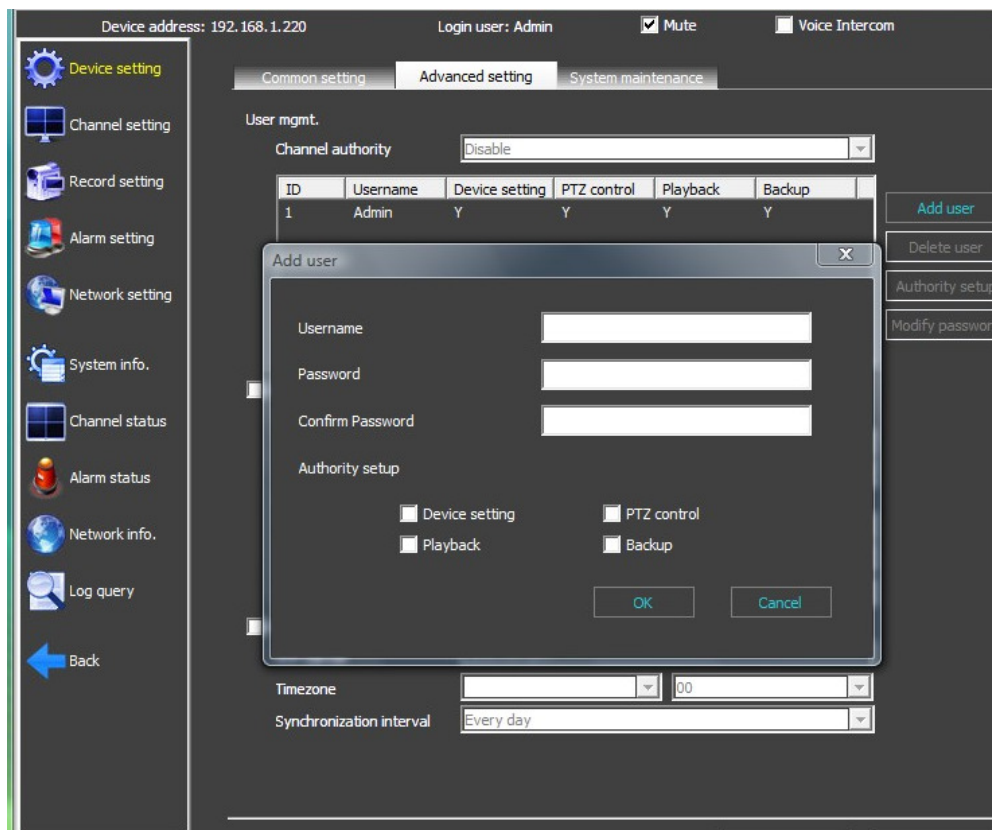 Device address: 192.168.1.220 Login user: Admin Mute Voice Intercom
Device setting
Channel setting
Record setting
Alarm setting
Network setting
System info.
Channel status
Alarm status
Network info.
Log query
Back
Common setting Advanced setting System maintenance
User mgmt.
Channel authority Disable
ID Username Device setting PTZ control Playback Backup
1 Admin Y Y Y Y
Add user
Delete user
Authority setup
Modify passwor
Add user X
Username
Password
Confirm Password
Authority setup
Device setting PTZ control
Playback Backup
OK Cancel
Timezone 00
Synchronization interval Every day